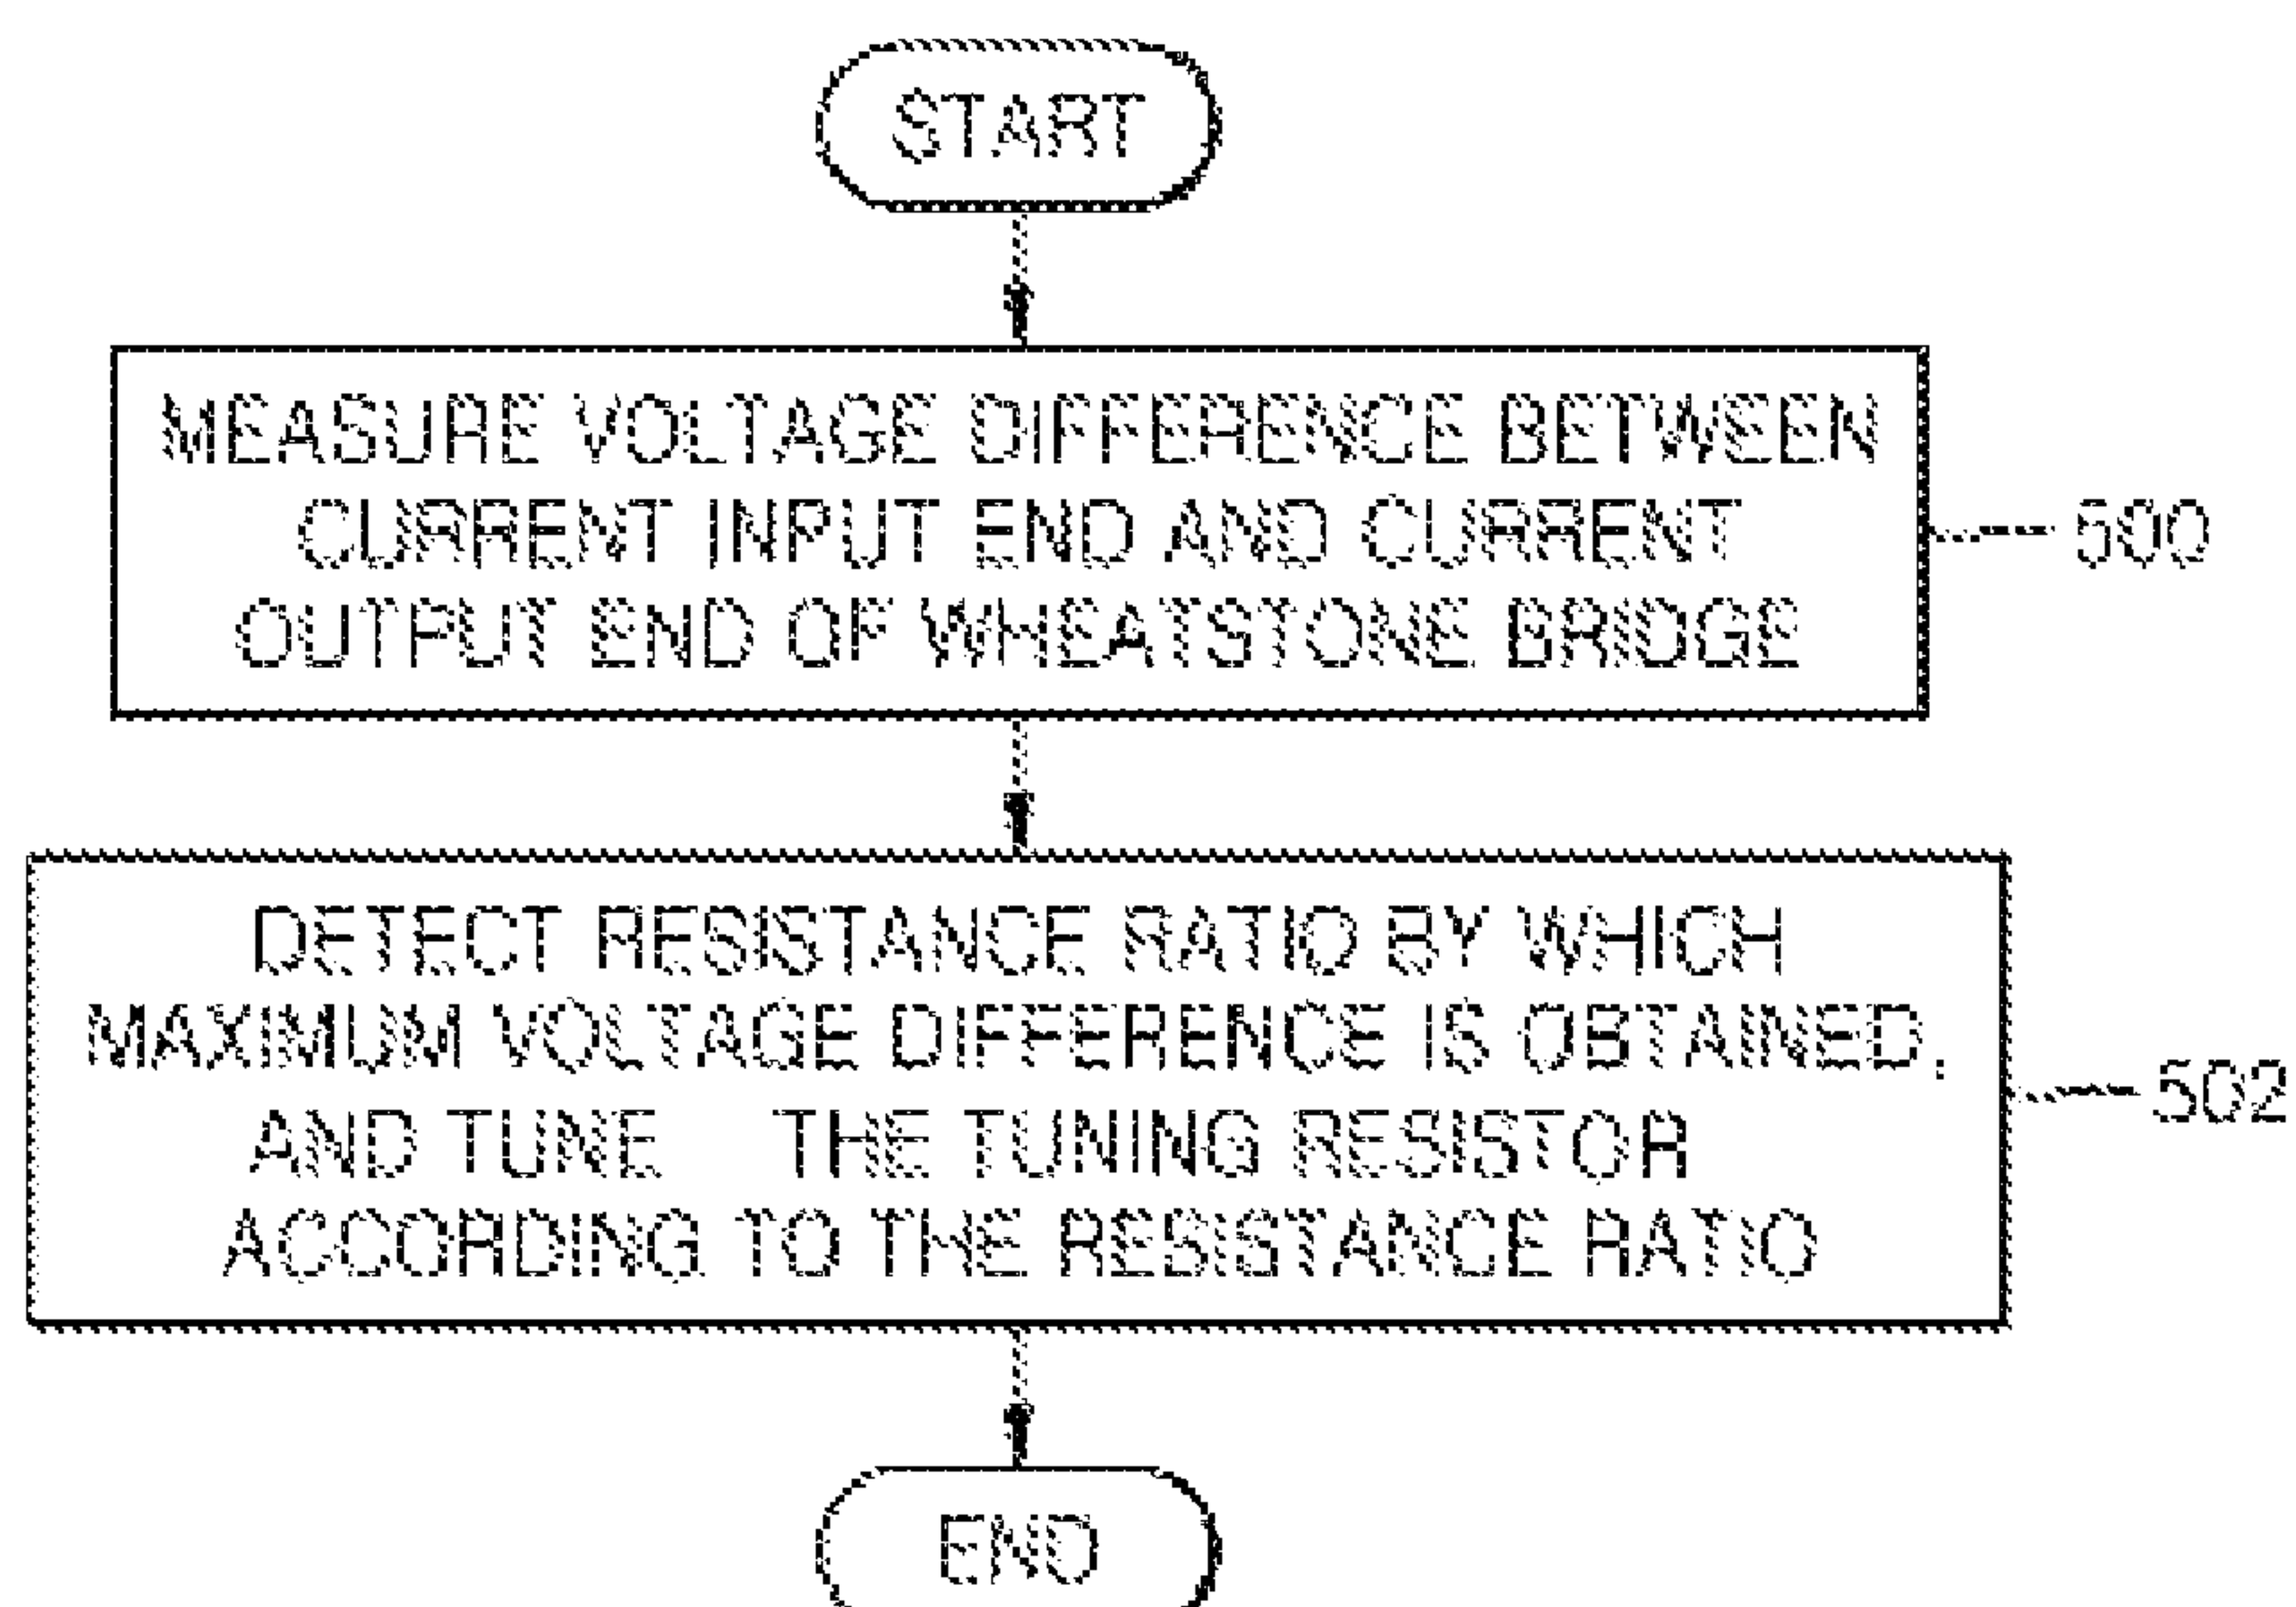 START
MEASURE VOLTAGE DIFFERENCE BETWEEN
CURRENT INPUT END AND CURRENT
OUTPUT END OF WHEATSTONE BRIDGE
500
DETECT RESISTANCE RATIO BY WHICH
MAXIMUM VOLTAGE DIFFERENCE IS OBTAINED,
AND TUNE THE TUNING RESISTOR
ACCORDING TO THE RESISTANCE RATIO
502
END